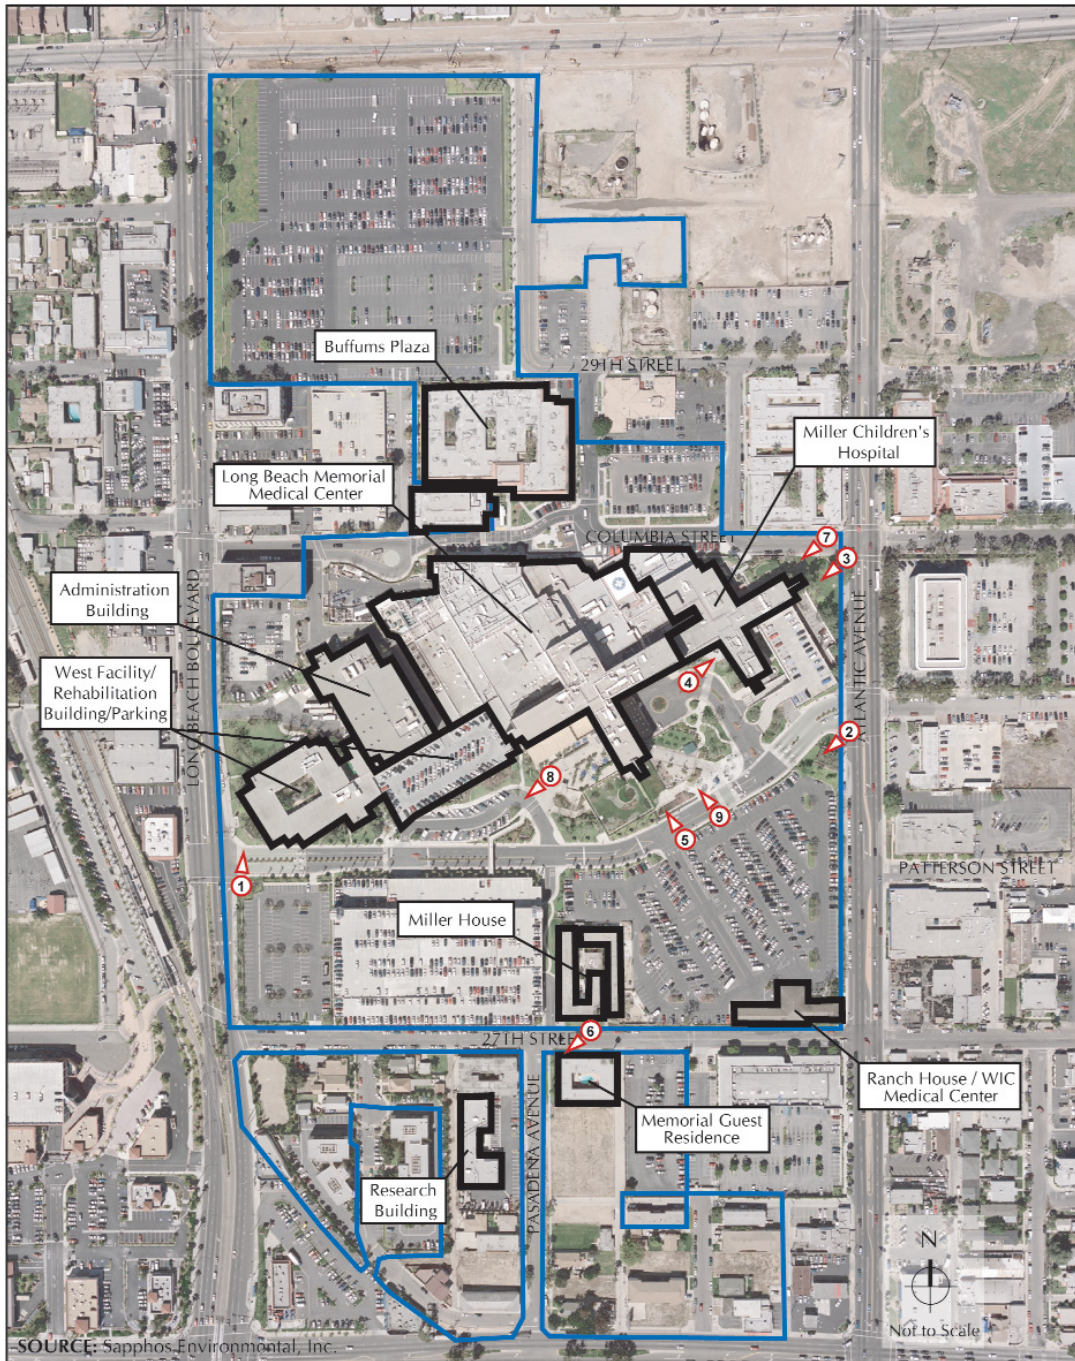 29TH STREET
Buffums Plaza
Miller Children's
Hospital
Long Beach Memorial
Medical Center
COLUMBIA STREET
7
3
Administration
Building
LONG BEACH BOULEVARD
ATLANTIC AVENUE
West Facility/
Rehabilitation
Building/Parking
4
2
8
9
5
1
PATTERSON STREET
Miller House
27TH STREET
6
Ranch House / WIC
Medical Center
PASADENA AVENUE
Memorial Guest
Residence
Research
Building
N
Not to Scale
SOURCE: Sapphos Environmental, Inc.